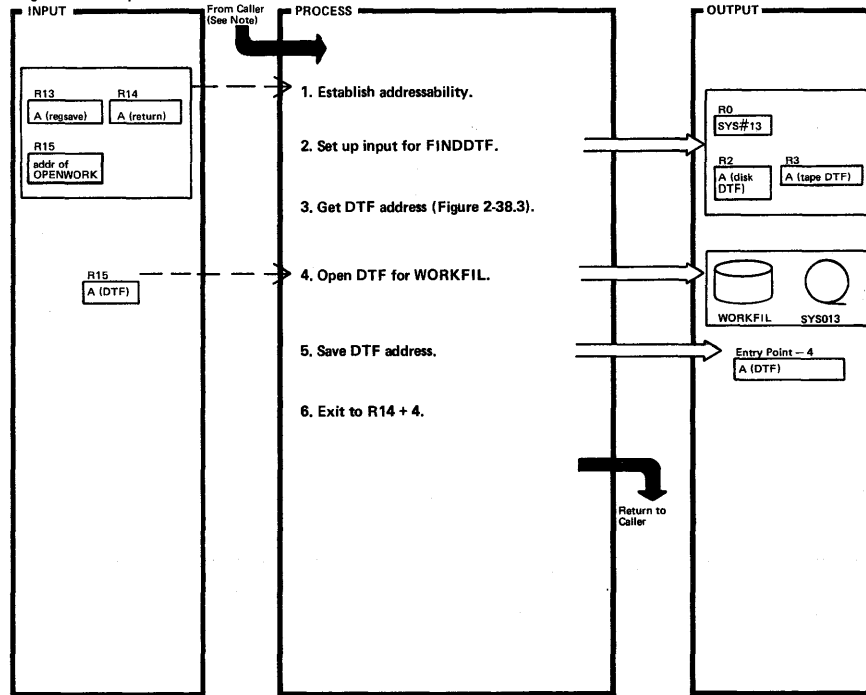 INPUT
From Caller
(See Note)
PROCESS
OUTPUT
R13
R14
A (regsave)
A (return)
R15
addr of
OPENWORK
1. Establish addressability.
2. Set up input for FINDDTF.
R0
SYS#13
R2
R3
A (disk
DTF)
A (tape DTF)
3. Get DTF address (Figure 2-38.3).
R15
A (DTF)
4. Open DTF for WORKFIL.
WORKFIL
SYS013
5. Save DTF address.
Entry Point — 4
A (DTF)
6. Exit to R14 + 4.
Return to
Caller